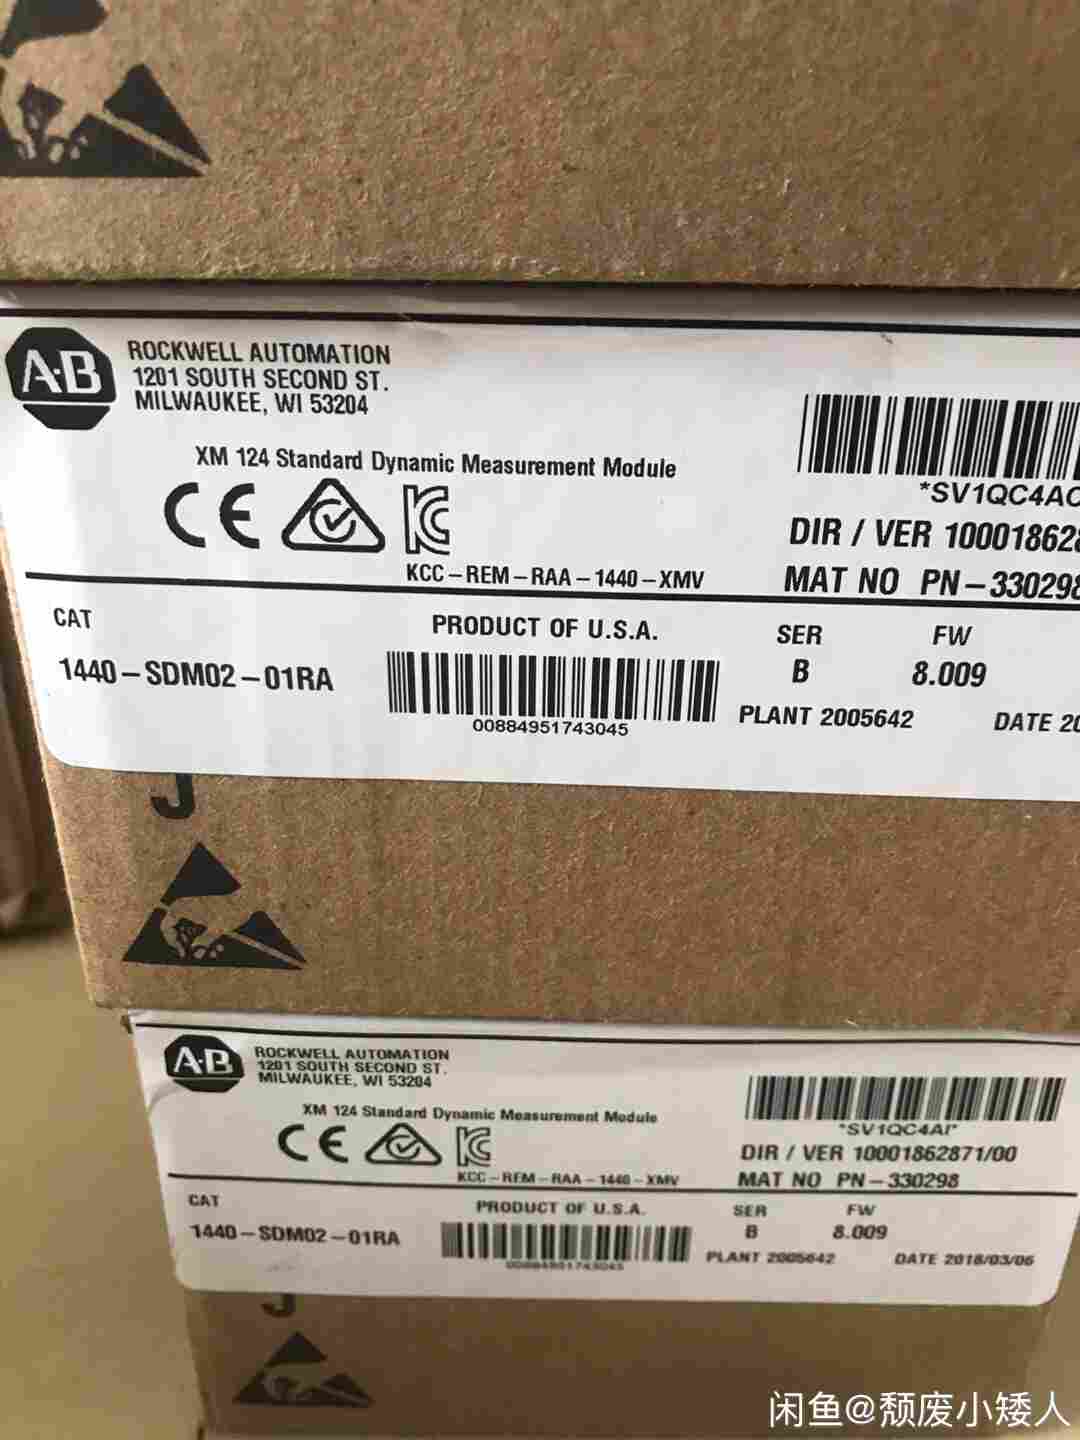 A·B
ROCKWELL AUTOMATION
1201 SOUTH SECOND ST.
MILWAUKEE, WI 53204
XM 124 Standard Dynamic Measurement Module
*SV1QC4AC
CE
KCC-REM-RAA-1440-XMV
DIR / VER 100018628
MAT NO PN-330298
CAT
1440-SDM02-01RA
PRODUCT OF U.S.A.
00884951743045
SER
B
FW
8.009
PLANT 2005642
DATE 20
J
A·B
ROCKWELL AUTOMATION
1201 SOUTH SECOND ST.
MILWAUKEE, WI 53204
XM 124 Standard Dynamic Measurement Module
*SV1QC4AI*
CE
KCC-REM-RAA-1440-XMV
DIR / VER 10001862871/00
MAT NO PN-330298
CAT
1440-SDM02-01RA
PRODUCT OF U.S.A.
00884951743045
SER
B
FW
8.009
PLANT 2005642
DATE 2018/03/06
J
闲鱼@颓废小矮人